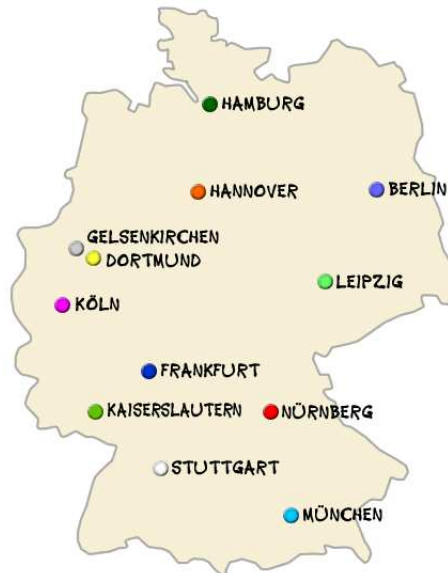 HAMBURG
HANNOVER
BERLIN
GELSENKIRCHEN
DORTMUND
LEIPZIG
KÖLN
FRANKFURT
KAISERSLAUTERN
NÜRNBERG
STUTTGART
MÜNCHEN